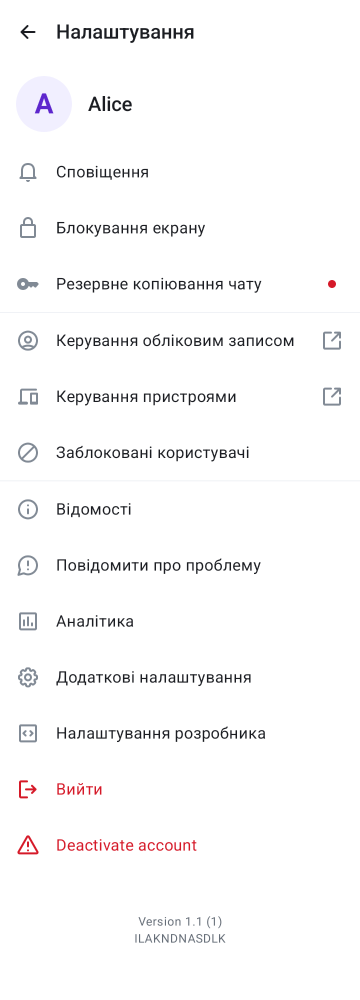 Налаштування
A
Alice
Сповіщення
Блокування екрану
Резервне копіювання чату
Керування обліковим записом
Керування пристроями
Заблоковані користувачі
Відомості
Повідомити про проблему
Аналітика
Додаткові налаштування
Налаштування розробника
Вийти
Deactivate account
Version 1.1 (1)
ILAKNDNASDLK